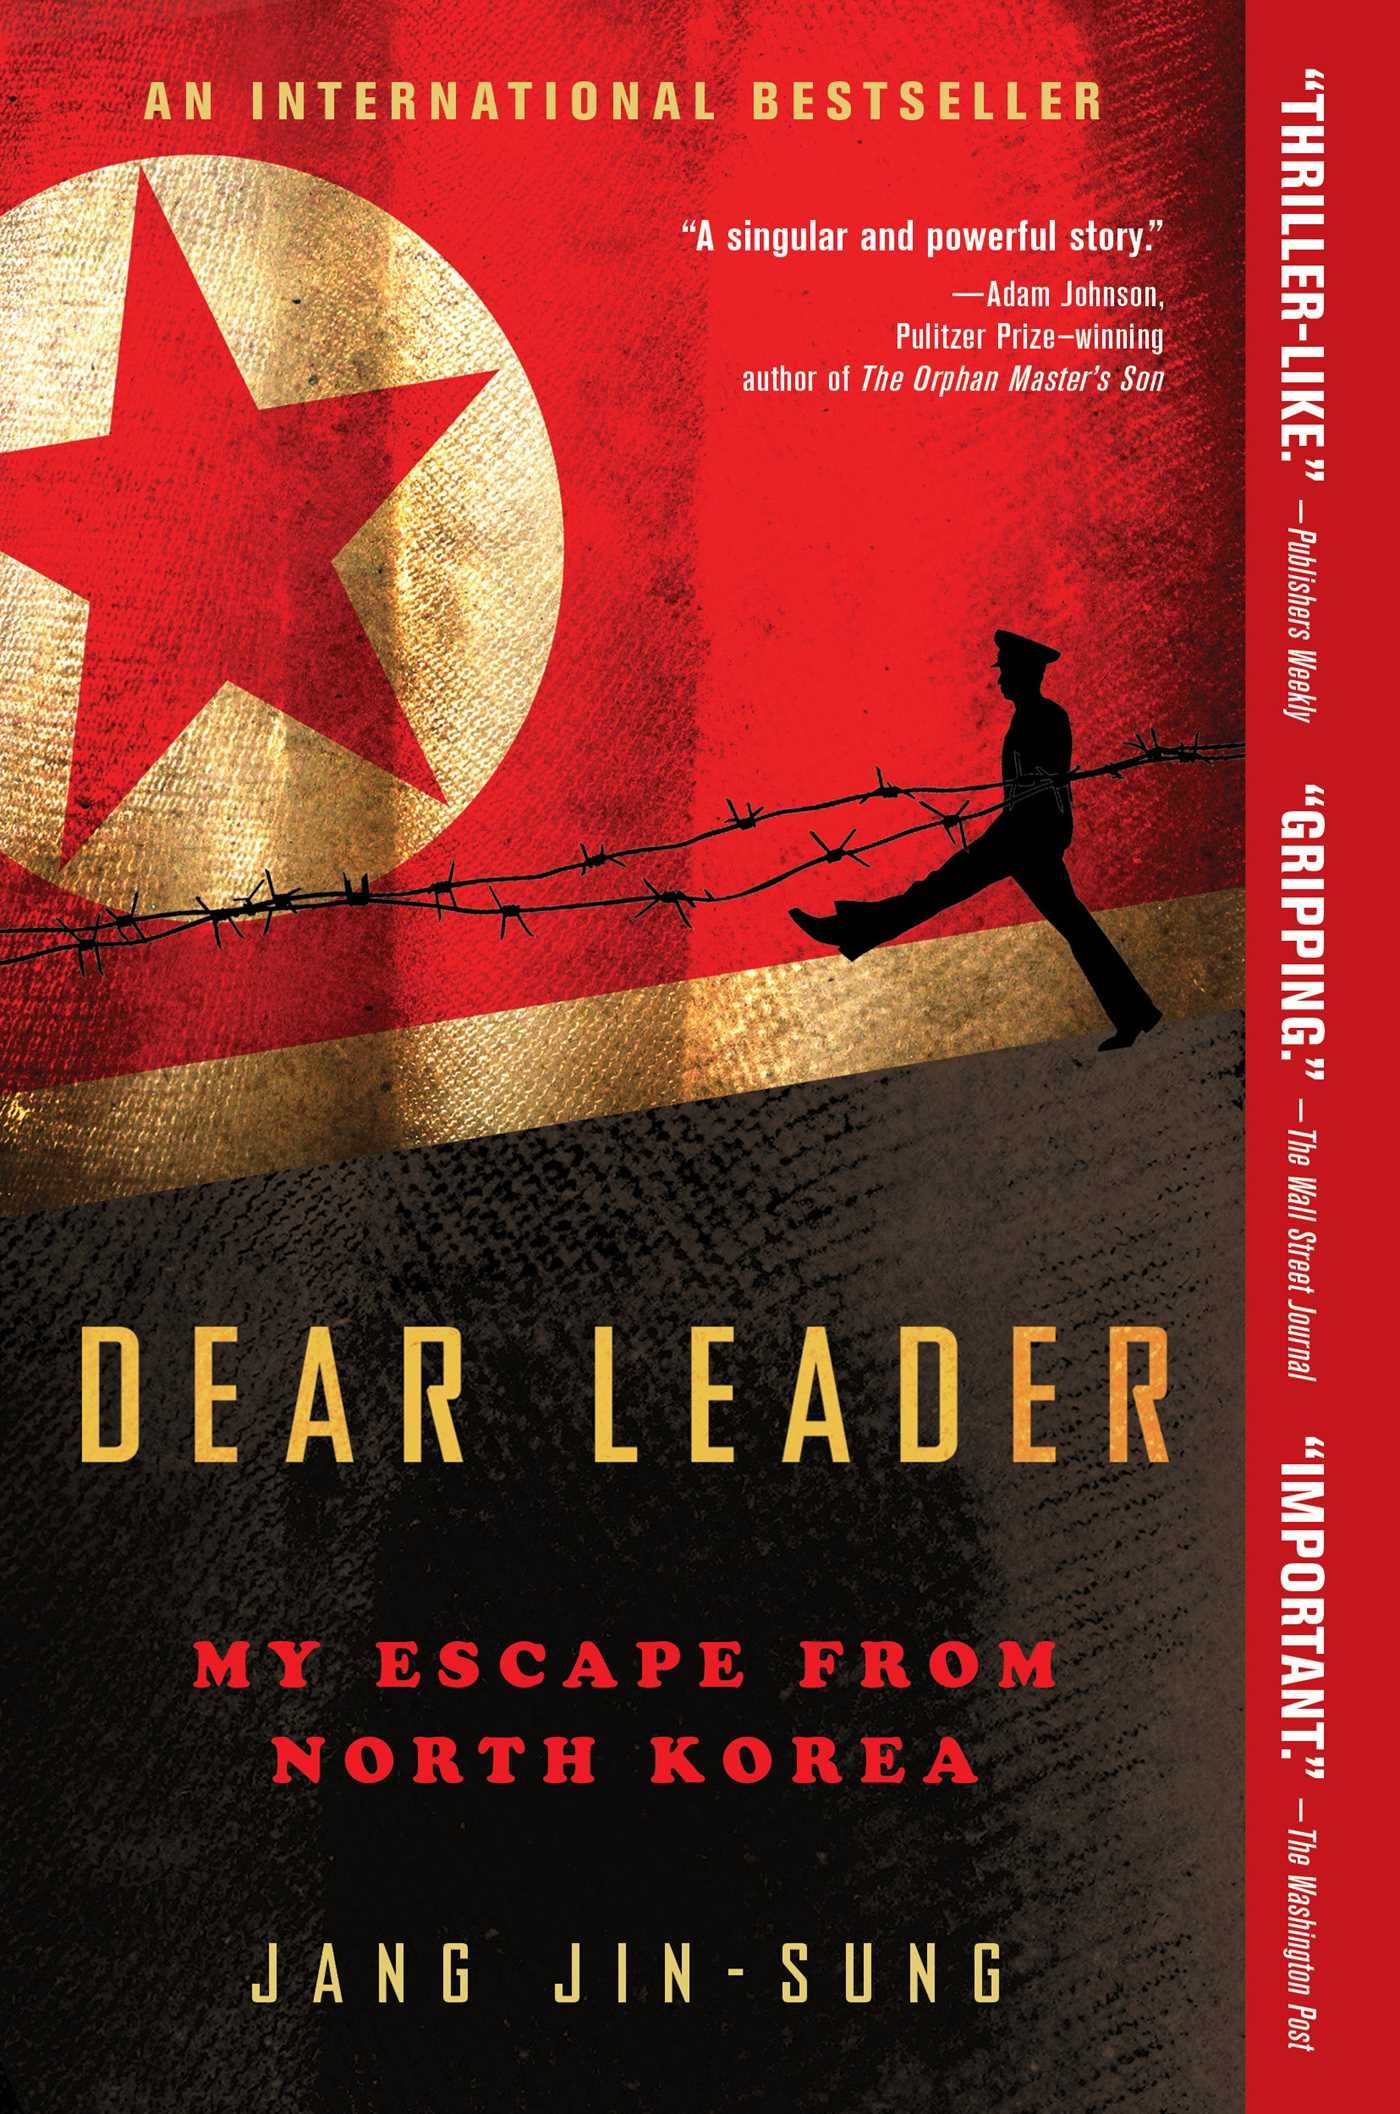 AN INTERNATIONAL BESTSELLER
“A singular and powerful story.”
—Adam Johnson,
Pulitzer Prize–winning
author of The Orphan Master’s Son
DEAR LEADER
MY ESCAPE FROM
NORTH KOREA
JANG JIN-SUNG
“THRILLER-LIKE.” —Publishers Weekly “GRIPPING.” —The Wall Street Journal “IMPORTANT.” —The Washington Post